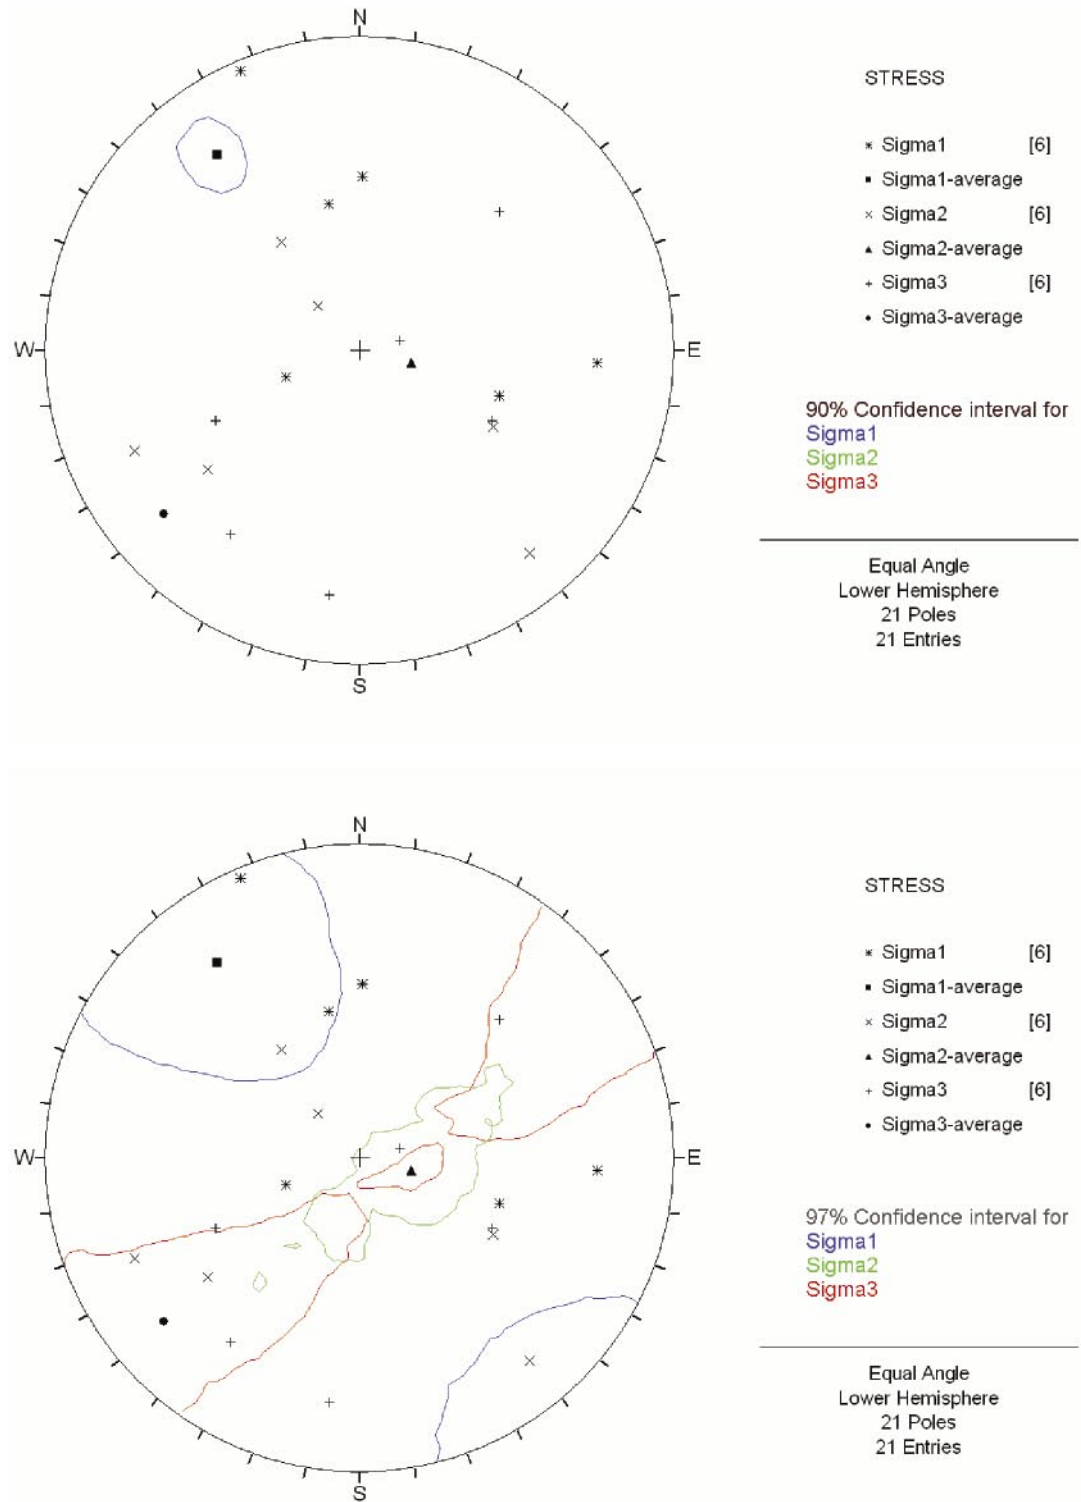 N
STRESS
Sigma1 [6]
Sigma1-average
Sigma2 [6]
Sigma2-average
Sigma3 [6]
Sigma3-average
W
E
90% Confidence interval for
Sigma1
Sigma2
Sigma3
Equal Angle
Lower Hemisphere
21 Poles
21 Entries
S
N
STRESS
Sigma1 [6]
Sigma1-average
Sigma2 [6]
Sigma2-average
Sigma3 [6]
Sigma3-average
W
E
97% Confidence interval for
Sigma1
Sigma2
Sigma3
Equal Angle
Lower Hemisphere
21 Poles
21 Entries
S